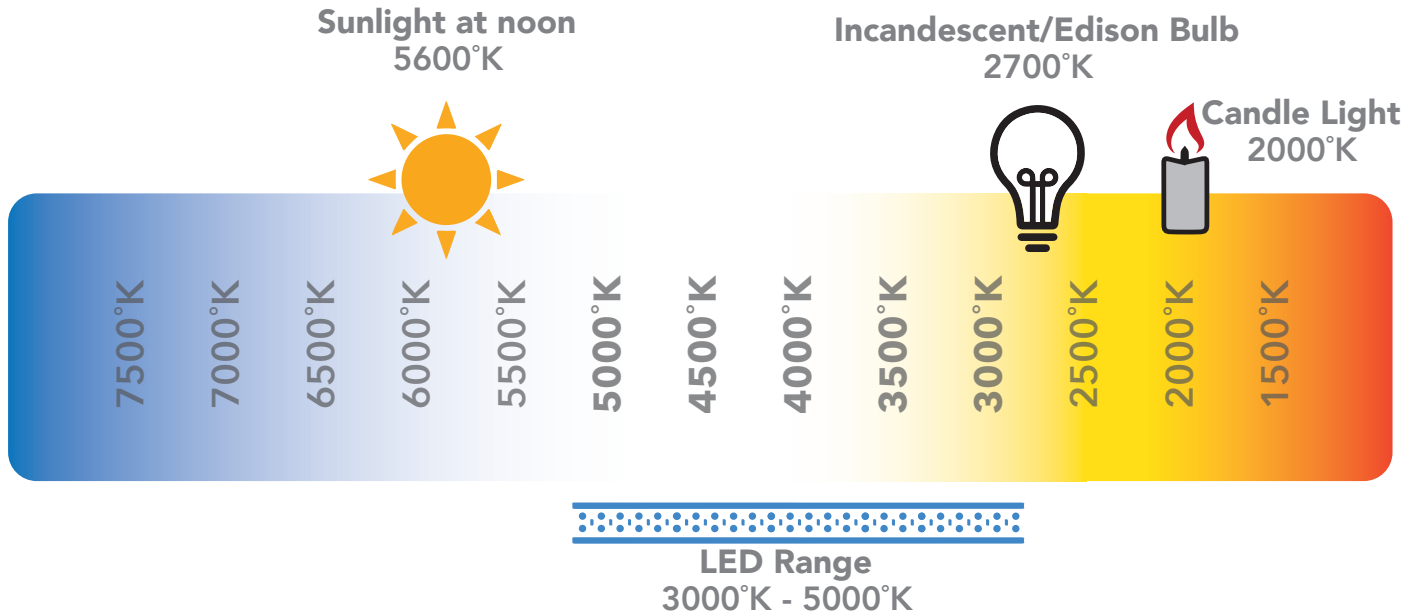 Sunlight at noon
5600°K
Incandescent/Edison Bulb
2700°K
Candle Light
2000°K
7500°K
7000°K
6500°K
6000°K
5500°K
5000°K
4500°K
4000°K
3500°K
3000°K
2500°K
2000°K
1500°K
LED Range
3000°K - 5000°K